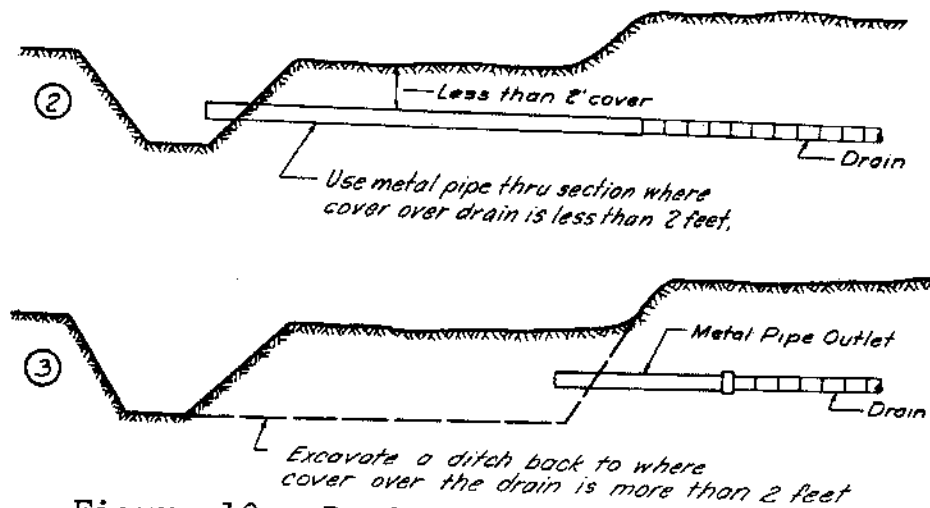 ②
Less than 2' cover
Drain
Use metal pipe thru section where
cover over drain is less than 2 feet.
③
Metal Pipe Outlet
Drain
Excavate a ditch back to where
cover over the drain is more than 2 feet
Figure